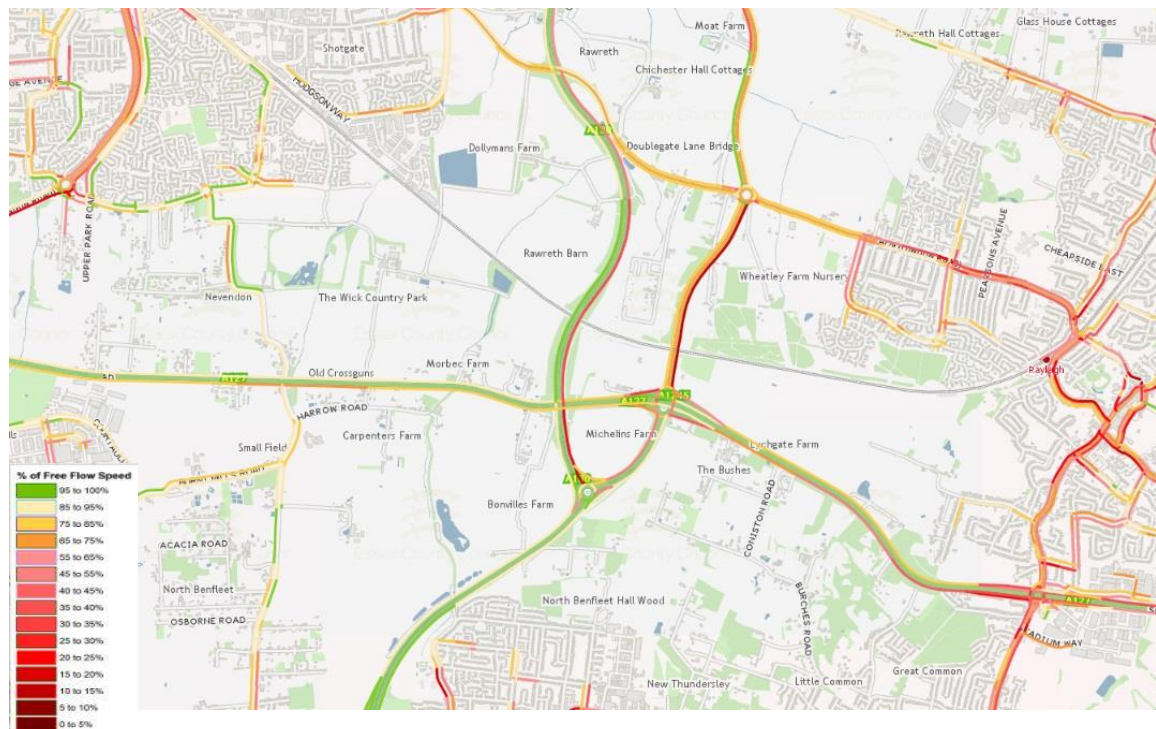 Glass House Cottages
Moat Farm
Rawreth Hall Cottages
Shotgate
Rawreth
Chichester Hall Cottages
HODGSON WAY
Dollymans Farm
Doublegate Lane Bridge
UPPER PARK ROAD
Rawreth Barn
PEARSONS AVENUE
CHEAPSIDE EAST
Wheatley Farm Nursery
Nevendon
The Wick Country Park
Morbec Farm
Old Crossguns
Rayleigh
A127
A127
HARROW ROAD
Carpenters Farm
Michelins Farm
Lychgate Farm
Small Field
The Bushes
Bonvilles Farm
CONISTON ROAD
ACACIA ROAD
North Benfleet
OSBORNE ROAD
North Benfleet Hall Wood
BURCHES ROAD
A127
Great Common
Little Common
New Thundersley
% of Free Flow Speed
95 to 100%
85 to 95%
75 to 85%
65 to 75%
55 to 65%
45 to 55%
40 to 45%
35 to 40%
30 to 35%
25 to 30%
20 to 25%
15 to 20%
10 to 15%
5 to 10%
0 to 5%